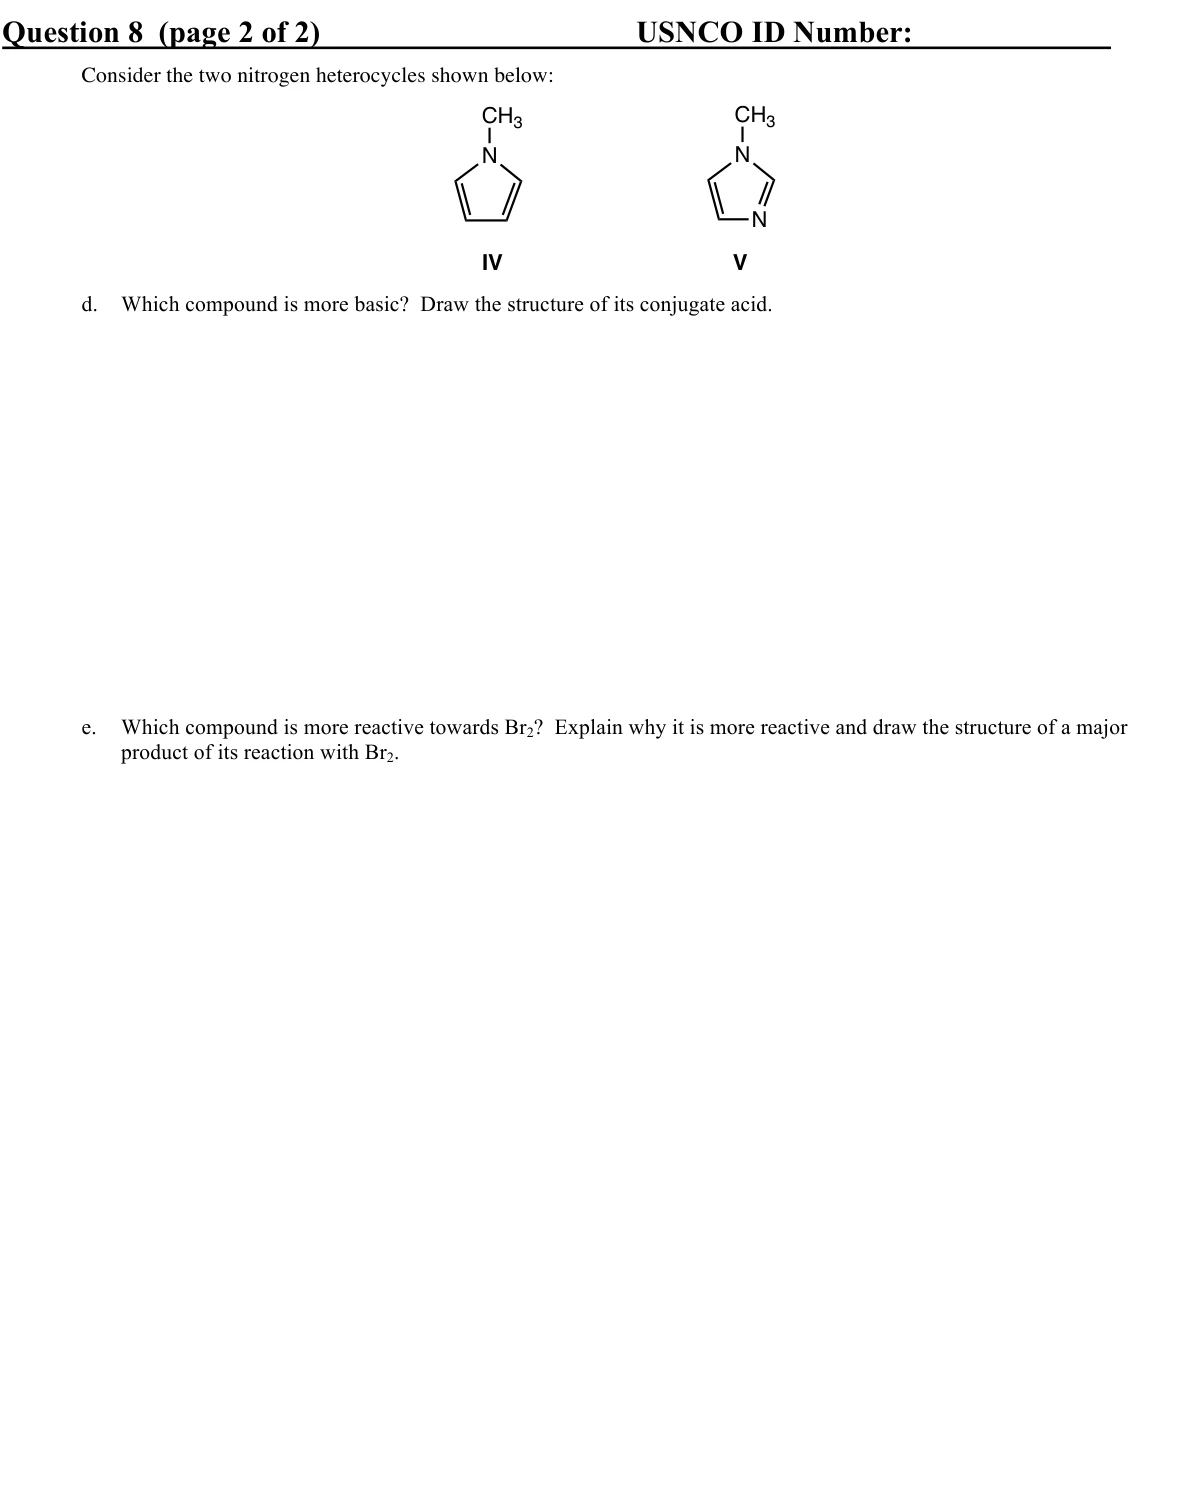 Question 8 (page 2 of 2) USNCO ID Number:
Consider the two nitrogen heterocycles shown below:
CH3 CH3
N N
N
IV V
d. Which compound is more basic? Draw the structure of its conjugate acid.
e. Which compound is more reactive towards Br2? Explain why it is more reactive and draw the structure of a major
product of its reaction with Br2.